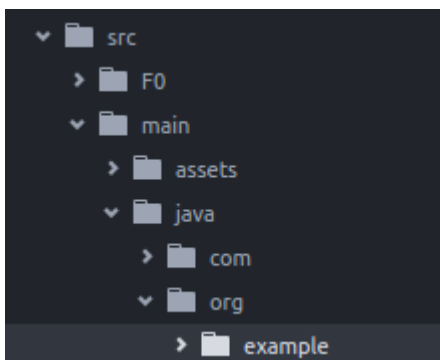 src
F0
main
assets
java
com
org
example